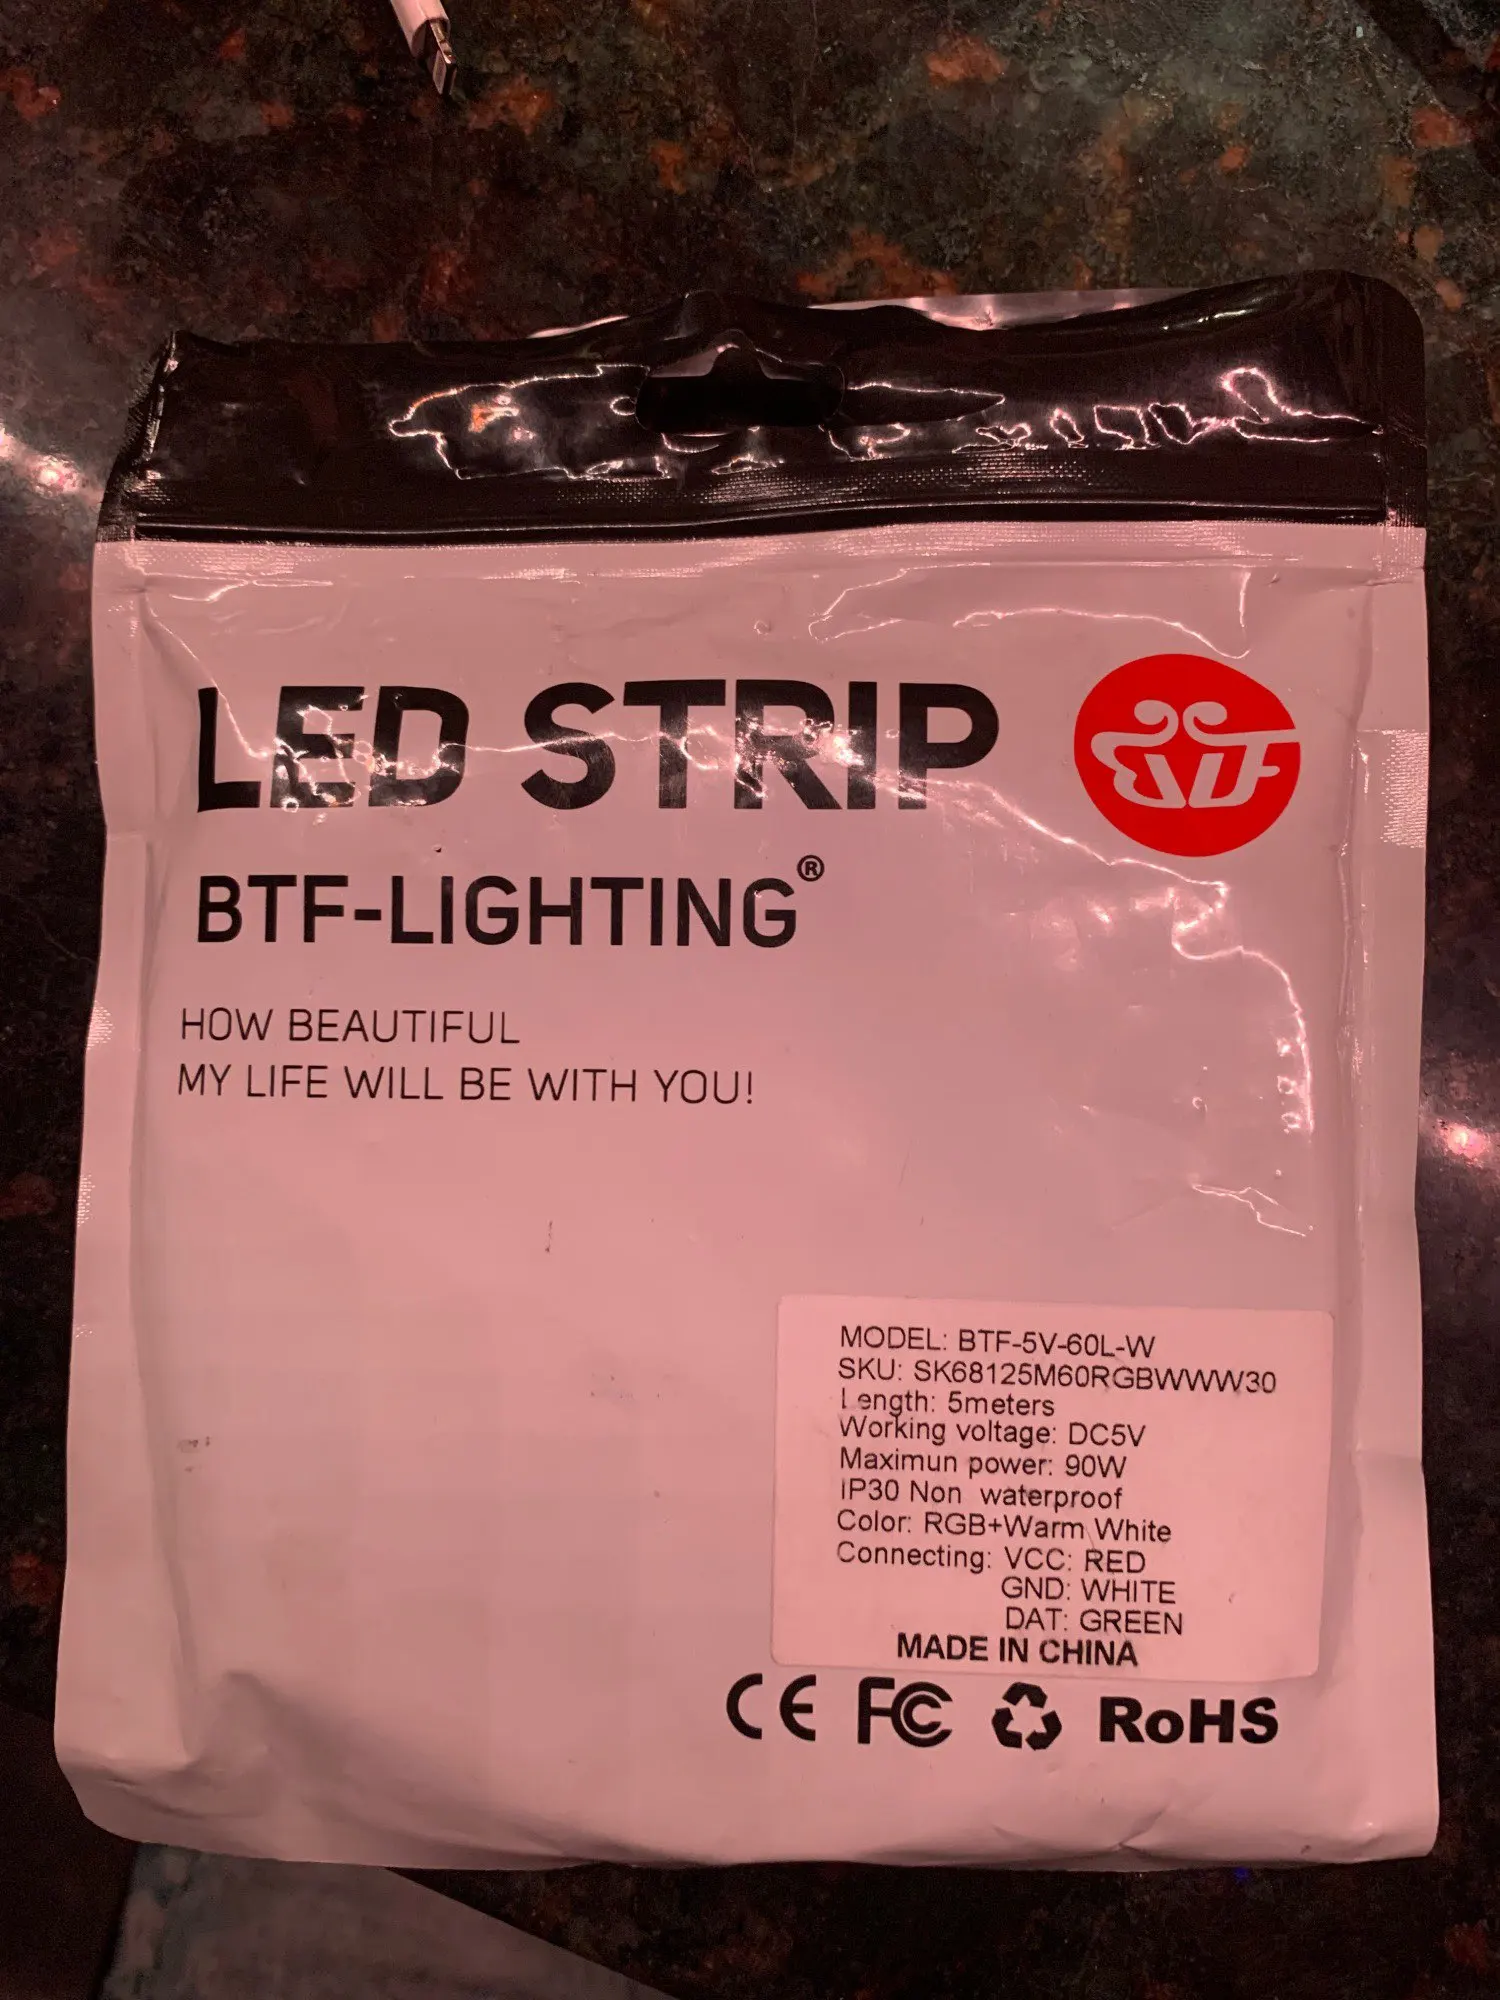 LED STRIP
BTF
BTF-LIGHTING®
HOW BEAUTIFUL
MY LIFE WILL BE WITH YOU!
MODEL: BTF-5V-60L-W
SKU: SK68125M60RGBWWW30
Length: 5meters
Working voltage: DC5V
Maximun power: 90W
IP30 Non waterproof
Color: RGB+Warm White
Connecting: VCC: RED
GND: WHITE
DAT: GREEN
MADE IN CHINA
CE FC RoHS